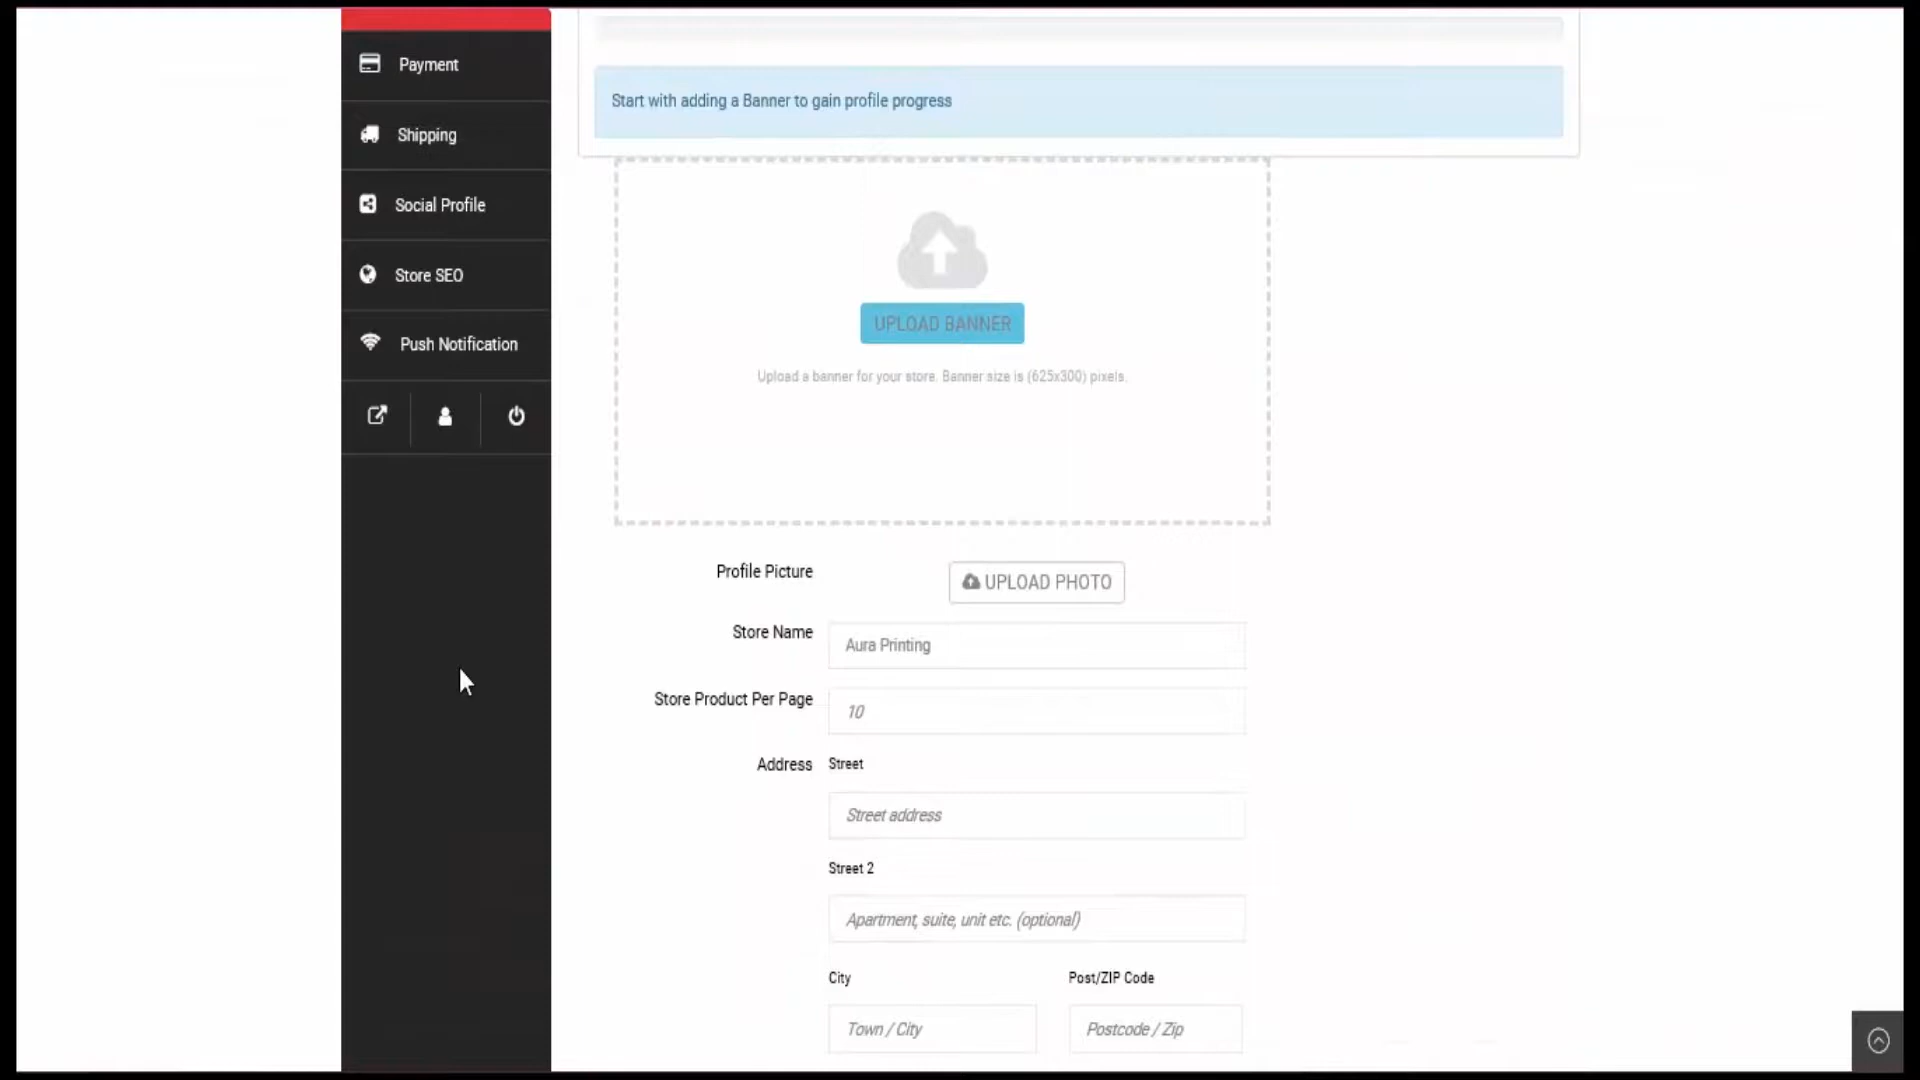 Payment
Shipping
Social Profile
Store SEO
Push Notification
Start with adding a Banner to gain profile progress
UPLOAD BANNER
Upload a banner for your store. Banner size is (625x300) pixels.
Profile Picture
UPLOAD PHOTO
Store Name
Aura Printing
Store Product Per Page
10
Address
Street
Street address
Street 2
Apartment, suite, unit etc. (optional)
City
Post/ZIP Code
Town / City
Postcode / Zip